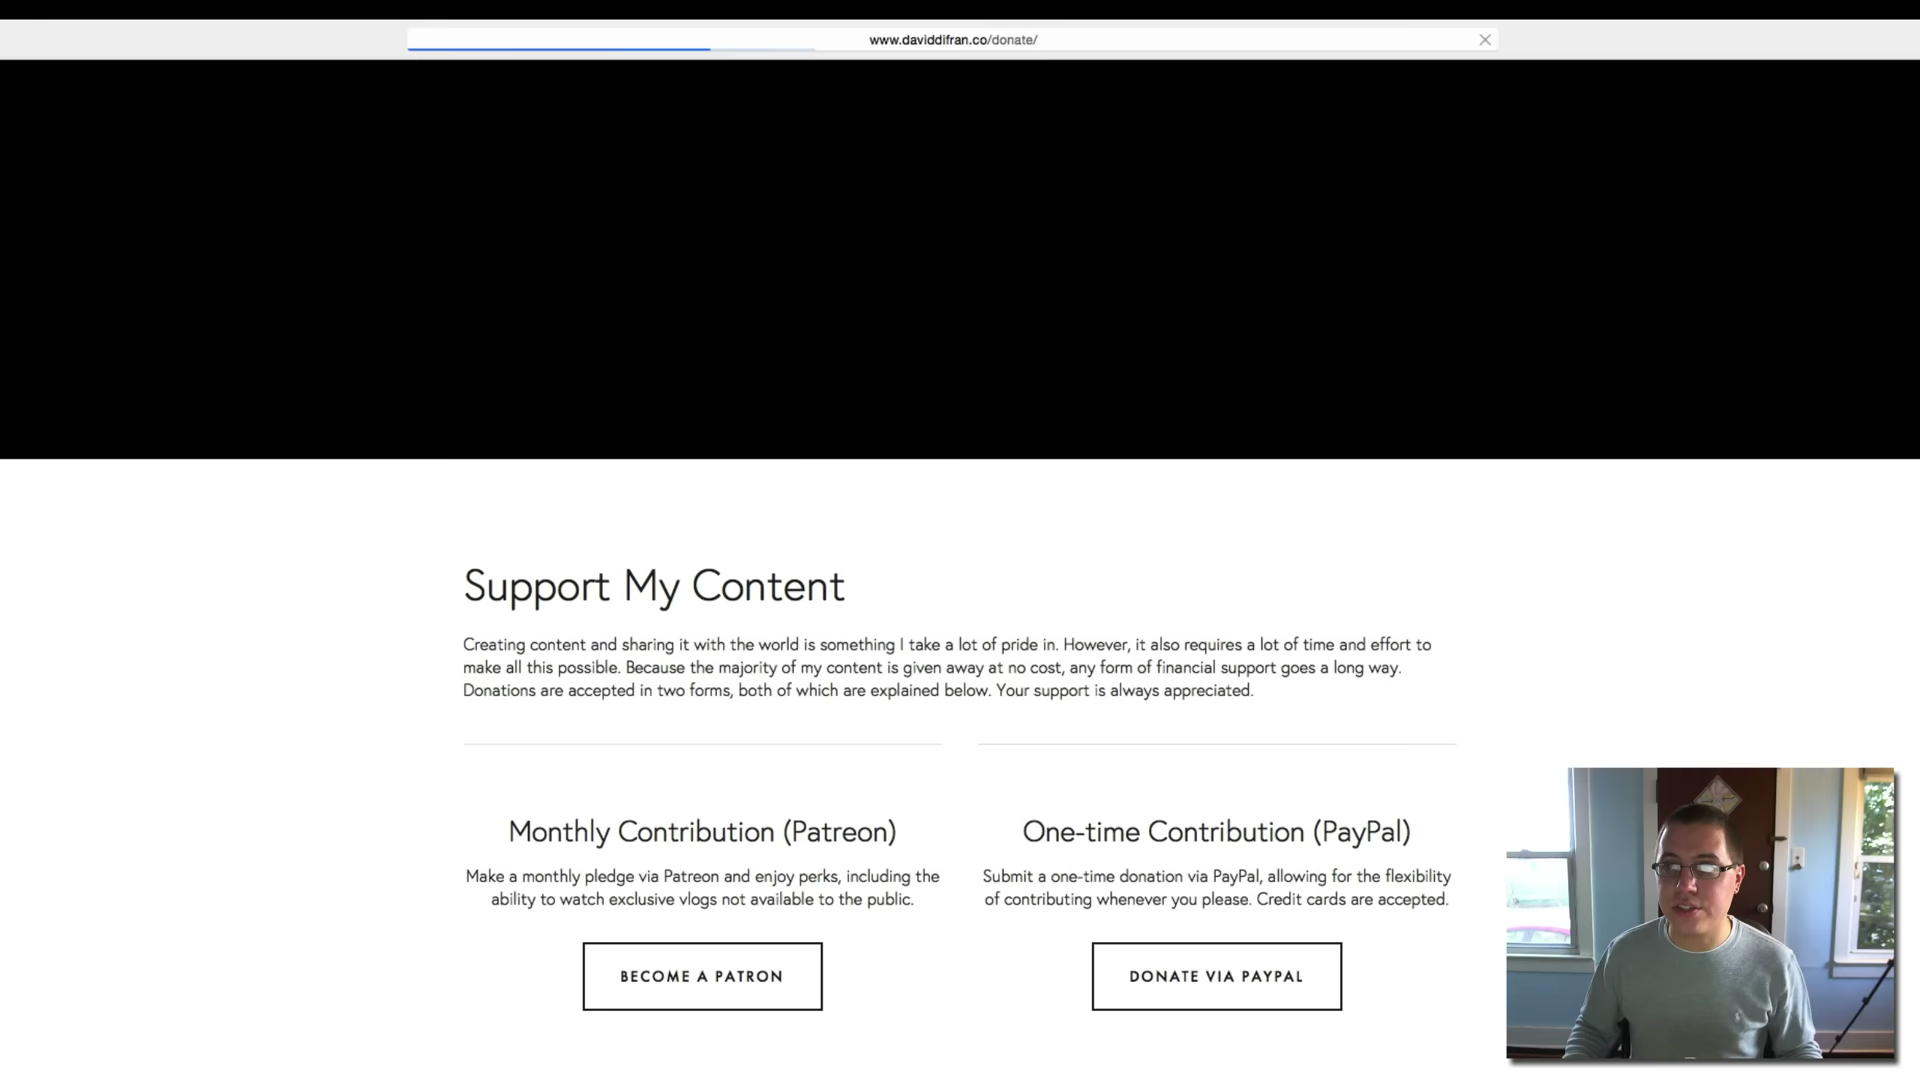 www.daviddifran.co/donate/
Support My Content
Creating content and sharing it with the world is something I take a lot of pride in. However, it also requires a lot of time and effort to
make all this possible. Because the majority of my content is given away at no cost, any form of financial support goes a long way.
Donations are accepted in two forms, both of which are explained below. Your support is always appreciated.
Monthly Contribution (Patreon)
Make a monthly pledge via Patreon and enjoy perks, including the
ability to watch exclusive vlogs not available to the public.
BECOME A PATRON
One-time Contribution (PayPal)
Submit a one-time donation via PayPal, allowing for the flexibility
of contributing whenever you please. Credit cards are accepted.
DONATE VIA PAYPAL